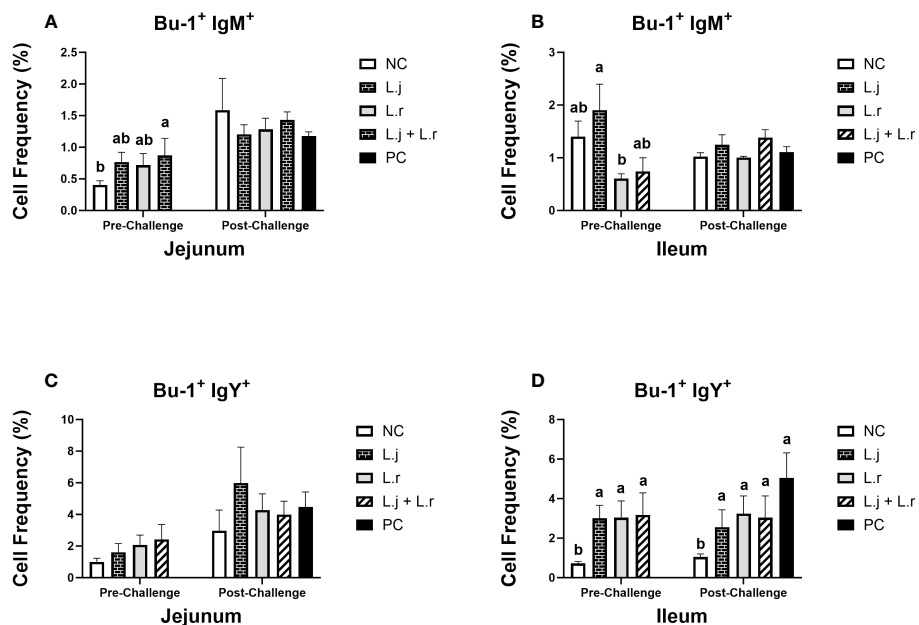 A
Bu-1+ IgM+
Cell Frequency (%)
2.5
2.0
1.5
1.0
0.5
0.0
b
ab
ab
a
Pre-Challenge
Post-Challenge
Jejunum
NC
L.j
L.r
L.j + L.r
PC
B
Bu-1+ IgM+
Cell Frequency (%)
3
2
1
0
ab
a
b
ab
Pre-Challenge
Post-Challenge
Ileum
NC
L.j
L.r
L.j + L.r
PC
C
Bu-1+ IgY+
Cell Frequency (%)
10
8
6
4
2
0
Pre-Challenge
Post-Challenge
Jejunum
NC
L.j
L.r
L.j + L.r
PC
D
Bu-1+ IgY+
Cell Frequency (%)
8
6
4
2
0
b
a
a
a
b
a
a
a
a
Pre-Challenge
Post-Challenge
Ileum
NC
L.j
L.r
L.j + L.r
PC